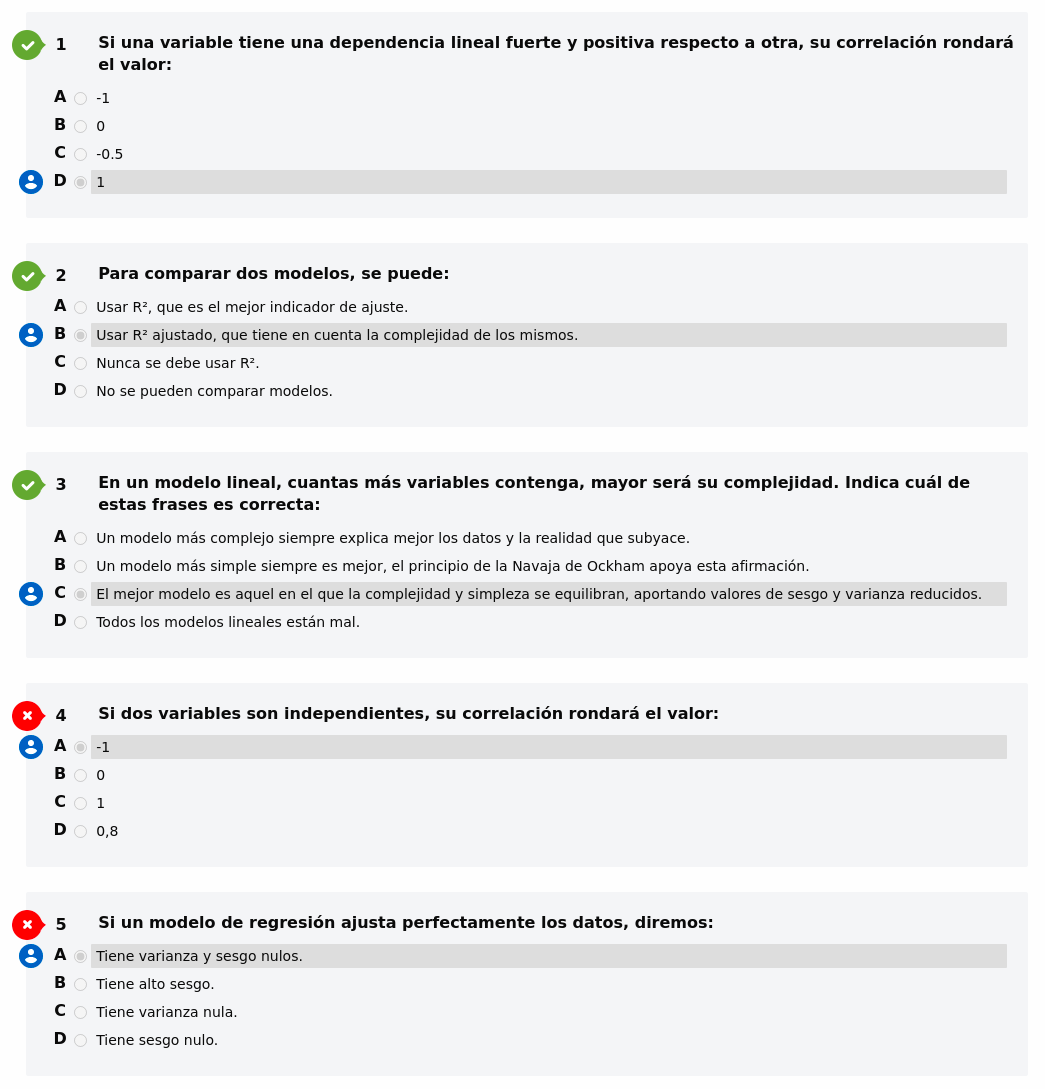 1 Si una variable tiene una dependencia lineal fuerte y positiva respecto a otra, su correlación rondará
el valor:
A -1
B 0
C -0.5
D 1
2 Para comparar dos modelos, se puede:
A Usar R², que es el mejor indicador de ajuste.
B Usar R² ajustado, que tiene en cuenta la complejidad de los mismos.
C Nunca se debe usar R².
D No se pueden comparar modelos.
3 En un modelo lineal, cuantas más variables contenga, mayor será su complejidad. Indica cuál de
estas frases es correcta:
A Un modelo más complejo siempre explica mejor los datos y la realidad que subyace.
B Un modelo más simple siempre es mejor, el principio de la Navaja de Ockham apoya esta afirmación.
C El mejor modelo es aquel en el que la complejidad y simpleza se equilibran, aportando valores de sesgo y varianza reducidos.
D Todos los modelos lineales están mal.
4 Si dos variables son independientes, su correlación rondará el valor:
A -1
B 0
C 1
D 0,8
5 Si un modelo de regresión ajusta perfectamente los datos, diremos:
A Tiene varianza y sesgo nulos.
B Tiene alto sesgo.
C Tiene varianza nula.
D Tiene sesgo nulo.